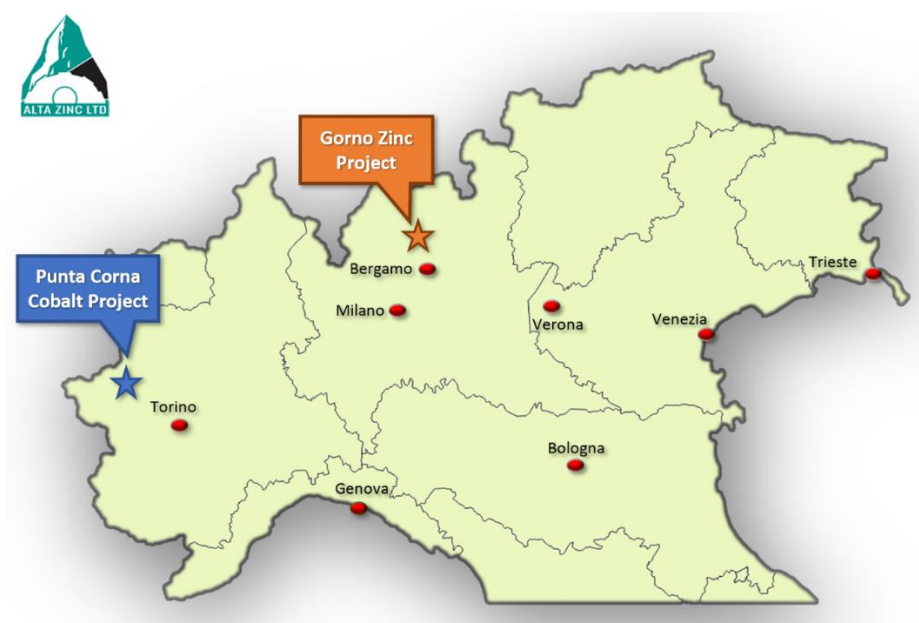 ALTA ZINC LTD
Gorno Zinc
Project
Punta Corna
Cobalt Project
Bergamo
Milano
Verona
Venezia
Trieste
Torino
Bologna
Genova